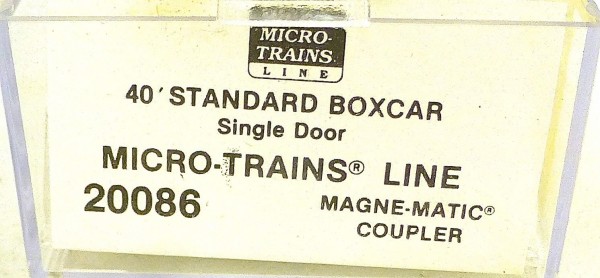 MICRO-
TRAINS
LINE
40' STANDARD BOXCAR
Single Door
MICRO-TRAINS® LINE
20086
MAGNE-MATIC®
COUPLER